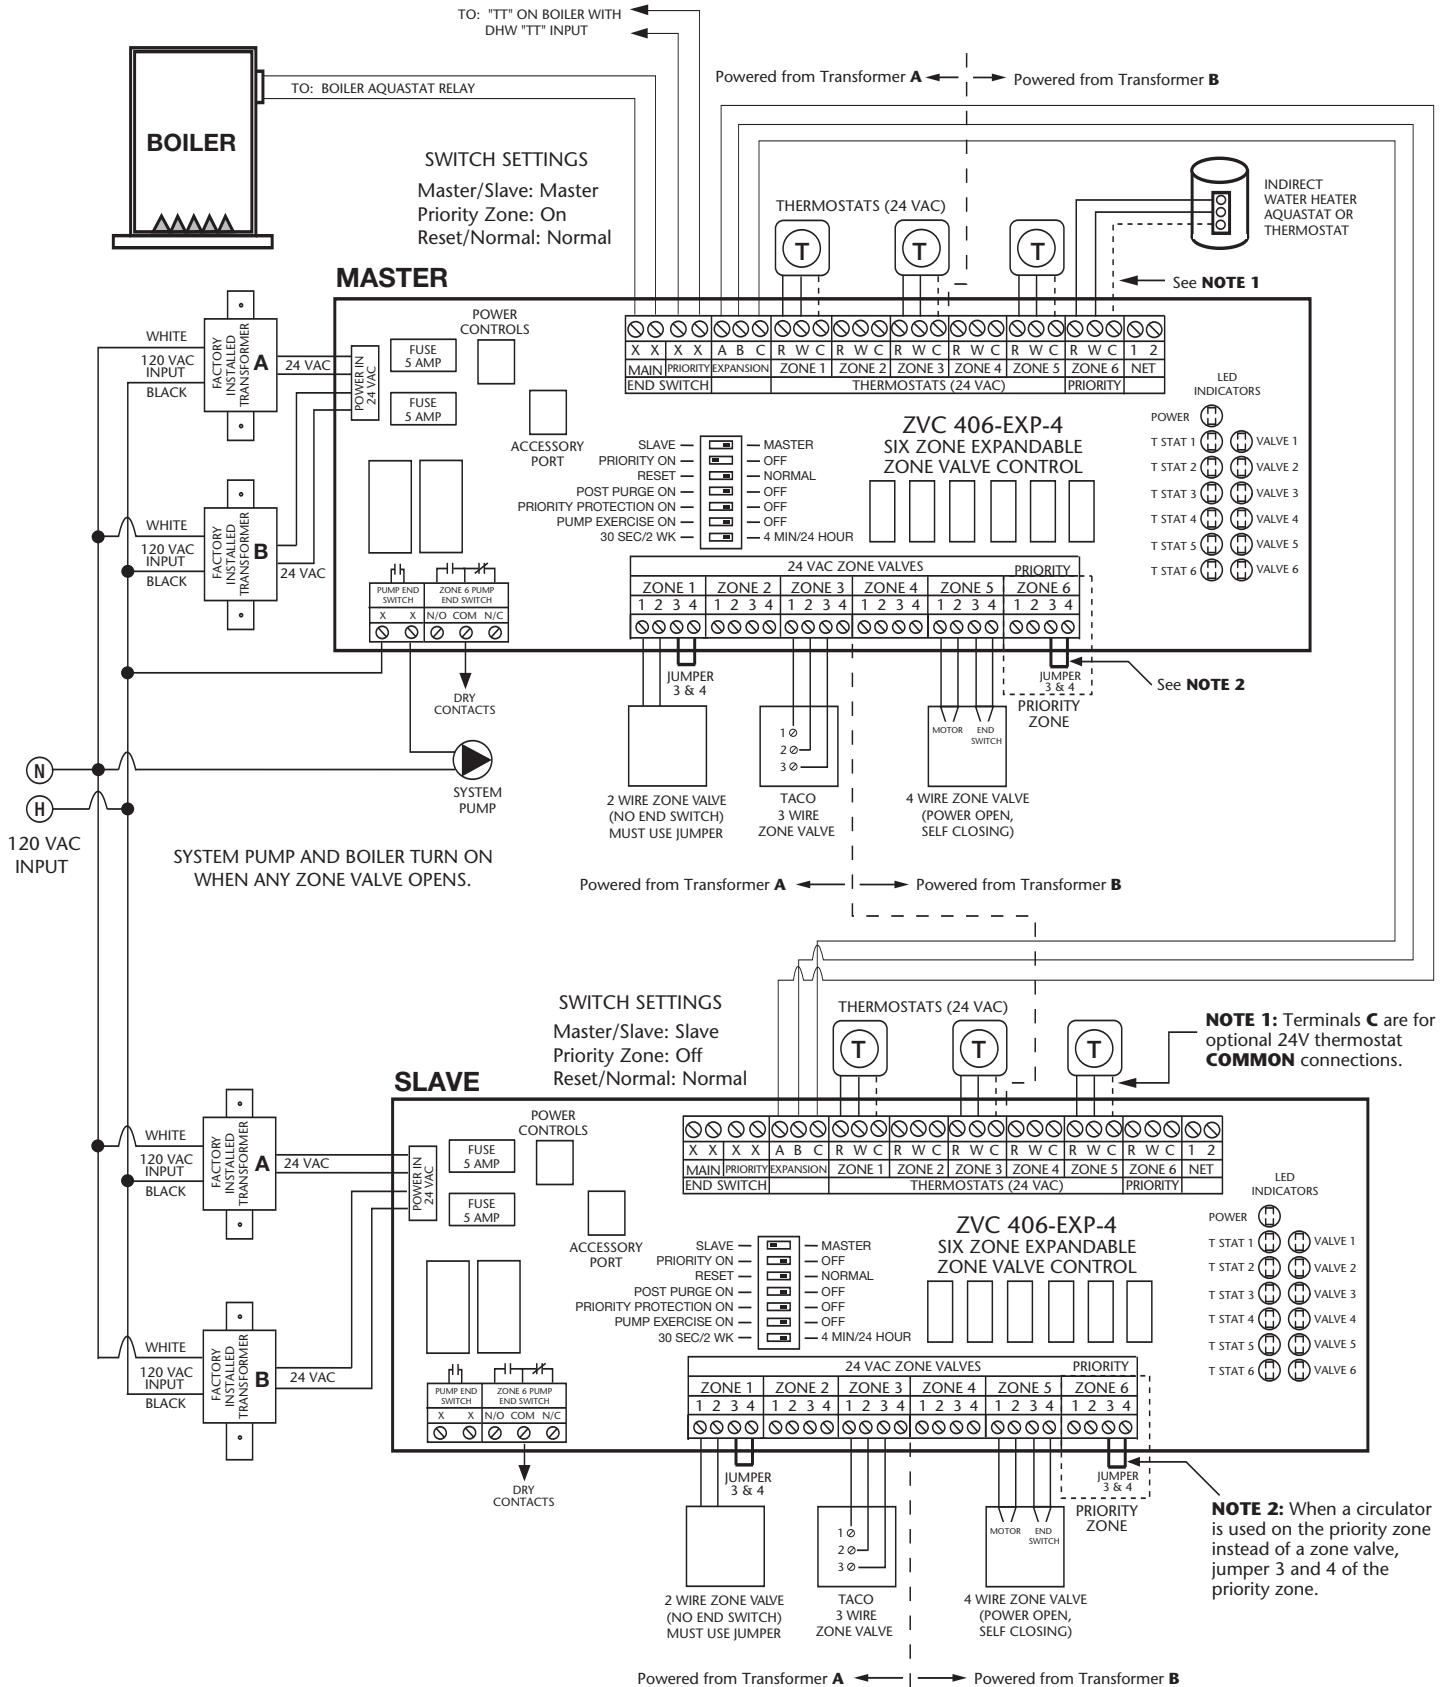 TO: "TT" ON BOILER WITH
DHW "TT" INPUT
TO: BOILER AQUASTAT RELAY
BOILER
Powered from Transformer A
Powered from Transformer B
SWITCH SETTINGS
Master/Slave: Master
Priority Zone: On
Reset/Normal: Normal
THERMOSTATS (24 VAC)
T
T
T
INDIRECT
WATER HEATER
AQUASTAT OR
THERMOSTAT
See NOTE 1
MASTER
WHITE
120 VAC
INPUT
BLACK
FACTORY
INSTALLED
TRANSFORMER
A
24 VAC
POWER IN
24 VAC
FUSE
5 AMP
FUSE
5 AMP
POWER
CONTROLS
ACCESSORY
PORT
X X X X A B C R W C R W C R W C R W C R W C R W C 1 2
MAIN PRIORITY EXPANSION ZONE 1 ZONE 2 ZONE 3 ZONE 4 ZONE 5 ZONE 6 NET
END SWITCH THERMOSTATS (24 VAC) PRIORITY
SLAVE MASTER
PRIORITY ON OFF
RESET NORMAL
POST PURGE ON OFF
PRIORITY PROTECTION ON OFF
PUMP EXERCISE ON OFF
30 SEC/2 WK 4 MIN/24 HOUR
ZVC 406-EXP-4
SIX ZONE EXPANDABLE
ZONE VALVE CONTROL
LED
INDICATORS
POWER
T STAT 1 VALVE 1
T STAT 2 VALVE 2
T STAT 3 VALVE 3
T STAT 4 VALVE 4
T STAT 5 VALVE 5
T STAT 6 VALVE 6
WHITE
120 VAC
INPUT
BLACK
FACTORY
INSTALLED
TRANSFORMER
B
24 VAC
PUMP END
SWITCH
ZONE 6 PUMP
END SWITCH
X X N/O COM N/C
DRY
CONTACTS
24 VAC ZONE VALVES PRIORITY
ZONE 1 ZONE 2 ZONE 3 ZONE 4 ZONE 5 ZONE 6
1 2 3 4 1 2 3 4 1 2 3 4 1 2 3 4 1 2 3 4 1 2 3 4
JUMPER
3 & 4
JUMPER
3 & 4
See NOTE 2
PRIORITY
ZONE
1
2
3
MOTOR
END
SWITCH
N
H
120 VAC
INPUT
SYSTEM
PUMP
2 WIRE ZONE VALVE
(NO END SWITCH)
MUST USE JUMPER
TACO
3 WIRE
ZONE VALVE
4 WIRE ZONE VALVE
(POWER OPEN,
SELF CLOSING)
SYSTEM PUMP AND BOILER TURN ON
WHEN ANY ZONE VALVE OPENS.
Powered from Transformer A
Powered from Transformer B
SWITCH SETTINGS
Master/Slave: Slave
Priority Zone: Off
Reset/Normal: Normal
THERMOSTATS (24 VAC)
T
T
T
NOTE 1: Terminals C are for
optional 24V thermostat
COMMON connections.
SLAVE
WHITE
120 VAC
INPUT
BLACK
FACTORY
INSTALLED
TRANSFORMER
A
24 VAC
POWER IN
24 VAC
FUSE
5 AMP
FUSE
5 AMP
POWER
CONTROLS
ACCESSORY
PORT
X X X X A B C R W C R W C R W C R W C R W C R W C 1 2
MAIN PRIORITY EXPANSION ZONE 1 ZONE 2 ZONE 3 ZONE 4 ZONE 5 ZONE 6 NET
END SWITCH THERMOSTATS (24 VAC) PRIORITY
SLAVE MASTER
PRIORITY ON OFF
RESET NORMAL
POST PURGE ON OFF
PRIORITY PROTECTION ON OFF
PUMP EXERCISE ON OFF
30 SEC/2 WK 4 MIN/24 HOUR
ZVC 406-EXP-4
SIX ZONE EXPANDABLE
ZONE VALVE CONTROL
LED
INDICATORS
POWER
T STAT 1 VALVE 1
T STAT 2 VALVE 2
T STAT 3 VALVE 3
T STAT 4 VALVE 4
T STAT 5 VALVE 5
T STAT 6 VALVE 6
WHITE
120 VAC
INPUT
BLACK
FACTORY
INSTALLED
TRANSFORMER
B
24 VAC
PUMP END
SWITCH
ZONE 6 PUMP
END SWITCH
X X N/O COM N/C
DRY
CONTACTS
24 VAC ZONE VALVES PRIORITY
ZONE 1 ZONE 2 ZONE 3 ZONE 4 ZONE 5 ZONE 6
1 2 3 4 1 2 3 4 1 2 3 4 1 2 3 4 1 2 3 4 1 2 3 4
JUMPER
3 & 4
JUMPER
3 & 4
PRIORITY
ZONE
1
2
3
MOTOR
END
SWITCH
NOTE 2: When a circulator
is used on the priority zone
instead of a zone valve,
jumper 3 and 4 of the
priority zone.
2 WIRE ZONE VALVE
(NO END SWITCH)
MUST USE JUMPER
TACO
3 WIRE
ZONE VALVE
4 WIRE ZONE VALVE
(POWER OPEN,
SELF CLOSING)
Powered from Transformer A
Powered from Transformer B